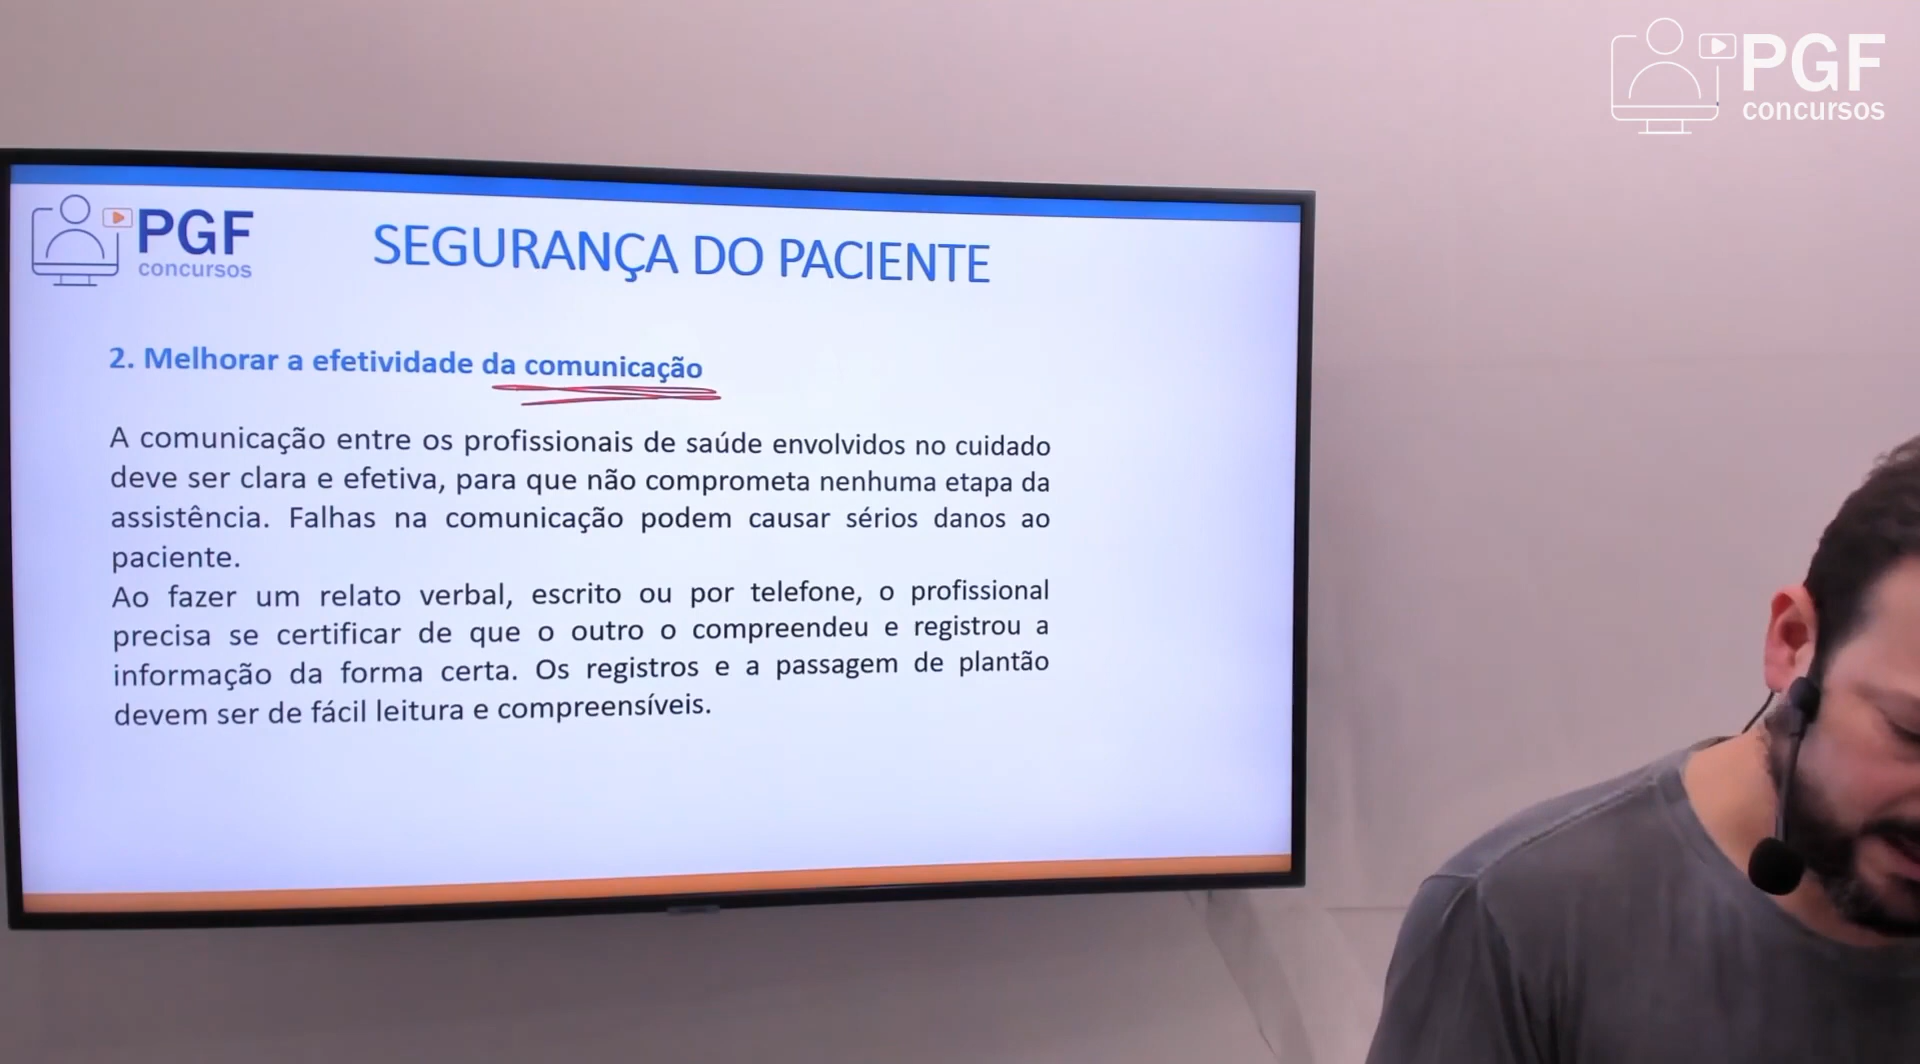 PGF
concursos
PGF
concursos
SEGURANÇA DO PACIENTE
2. Melhorar a efetividade da comunicação
A comunicação entre os profissionais de saúde envolvidos no cuidado
deve ser clara e efetiva, para que não comprometa nenhuma etapa da
assistência. Falhas na comunicação podem causar sérios danos ao
paciente.
Ao fazer um relato verbal, escrito ou por telefone, o profissional
precisa se certificar de que o outro o compreendeu e registrou a
informação da forma certa. Os registros e a passagem de plantão
devem ser de fácil leitura e compreensíveis.